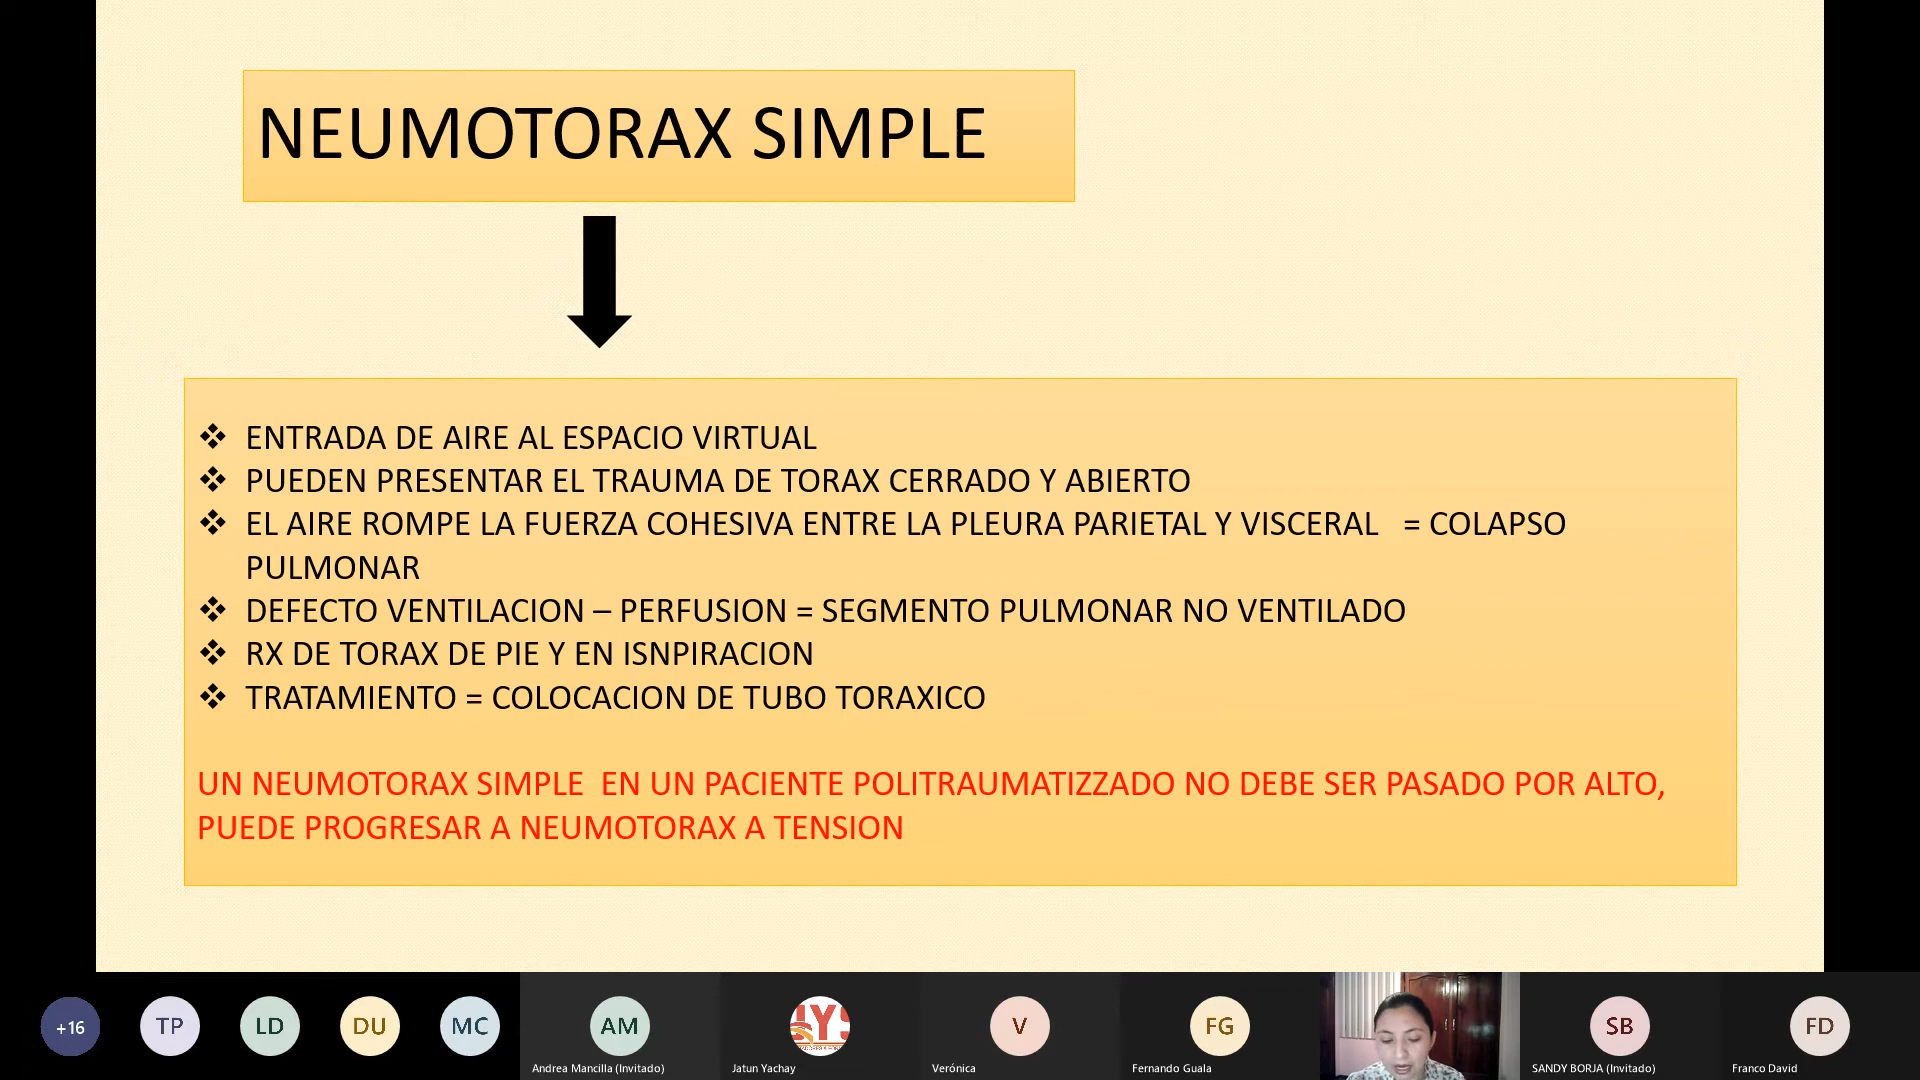 NEUMOTORAX SIMPLE
ENTRADA DE AIRE AL ESPACIO VIRTUAL
PUEDEN PRESENTAR EL TRAUMA DE TORAX CERRADO Y ABIERTO
EL AIRE ROMPE LA FUERZA COHESIVA ENTRE LA PLEURA PARIETAL Y VISCERAL = COLAPSO
PULMONAR
DEFECTO VENTILACION – PERFUSION = SEGMENTO PULMONAR NO VENTILADO
RX DE TORAX DE PIE Y EN ISNPIRACION
TRATAMIENTO = COLOCACION DE TUBO TORAXICO
UN NEUMOTORAX SIMPLE EN UN PACIENTE POLITRAUMATIZZADO NO DEBE SER PASADO POR ALTO,
PUEDE PROGRESAR A NEUMOTORAX A TENSION
+16
TP
LD
DU
MC
AM
V
FG
SB
FD
Andrea Mancilla (Invitado)
Jatun Yachay
Verónica
Fernando Guala
SANDY BORJA (Invitado)
Franco David